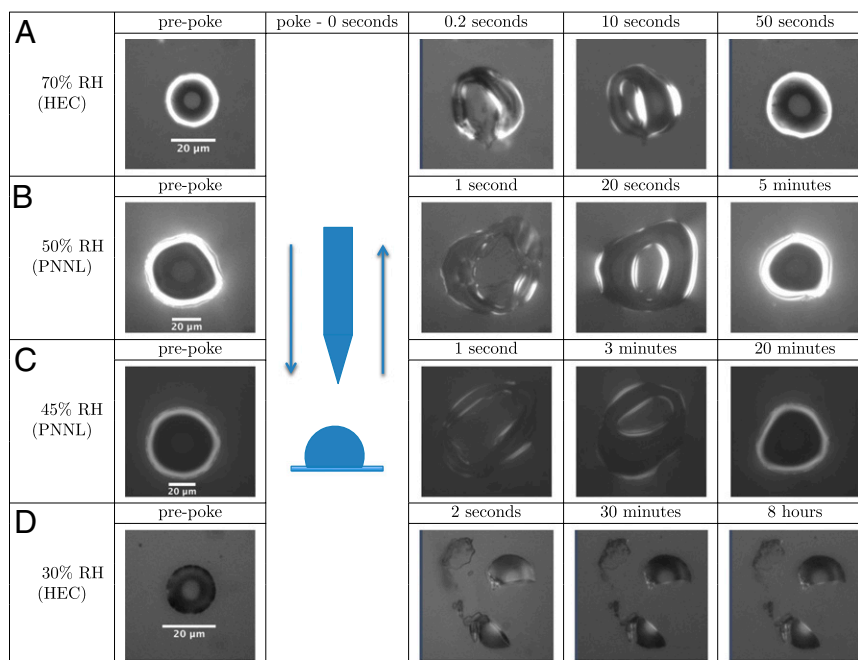 A
pre-poke
poke - 0 seconds
0.2 seconds
10 seconds
50 seconds
70% RH
(HEC)
20 μm
B
pre-poke
1 second
20 seconds
5 minutes
50% RH
(PNNL)
20 μm
C
pre-poke
1 second
3 minutes
20 minutes
45% RH
(PNNL)
20 μm
D
pre-poke
2 seconds
30 minutes
8 hours
30% RH
(HEC)
20 μm